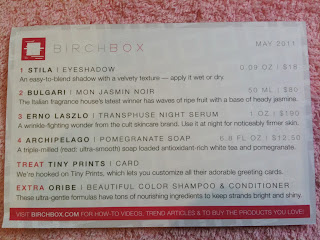 BIRCHBOX MAY 2011
1 STILA | EYESHADOW 0.09 OZ | $18
An easy-to-blend shadow with a velvety texture — apply it wet or dry.
2 BULGARI | MON JASMIN NOIR 50 ML | $80
The Italian fragrance house's latest winner has waves of ripe fruit with a base of heady jasmine.
3 ERNO LASZLO | TRANSPHUSE NIGHT SERUM 1 OZ | $190
A wrinkle-fighting wonder from the cult skincare brand. Use it at night for noticeably firmer skin.
4 ARCHIPELAGO | POMEGRANATE SOAP 6.8 FL OZ | $12.50
A triple-milled (read: ultra-smooth) soap loaded antioxidant-rich white tea and pomegranate.
TREAT TINY PRINTS | CARD
We're hooked on Tiny Prints, which lets you customize all their adorable greeting cards.
EXTRA ORIBE | BEAUTIFUL COLOR SHAMPOO & CONDITIONER
These ultra-gentle formulas have tons of nourishing ingredients to keep strands bright and shiny.
VISIT BIRCHBOX.COM FOR HOW-TO VIDEOS, TREND ARTICLES & TO BUY THE PRODUCTS YOU LOVE!